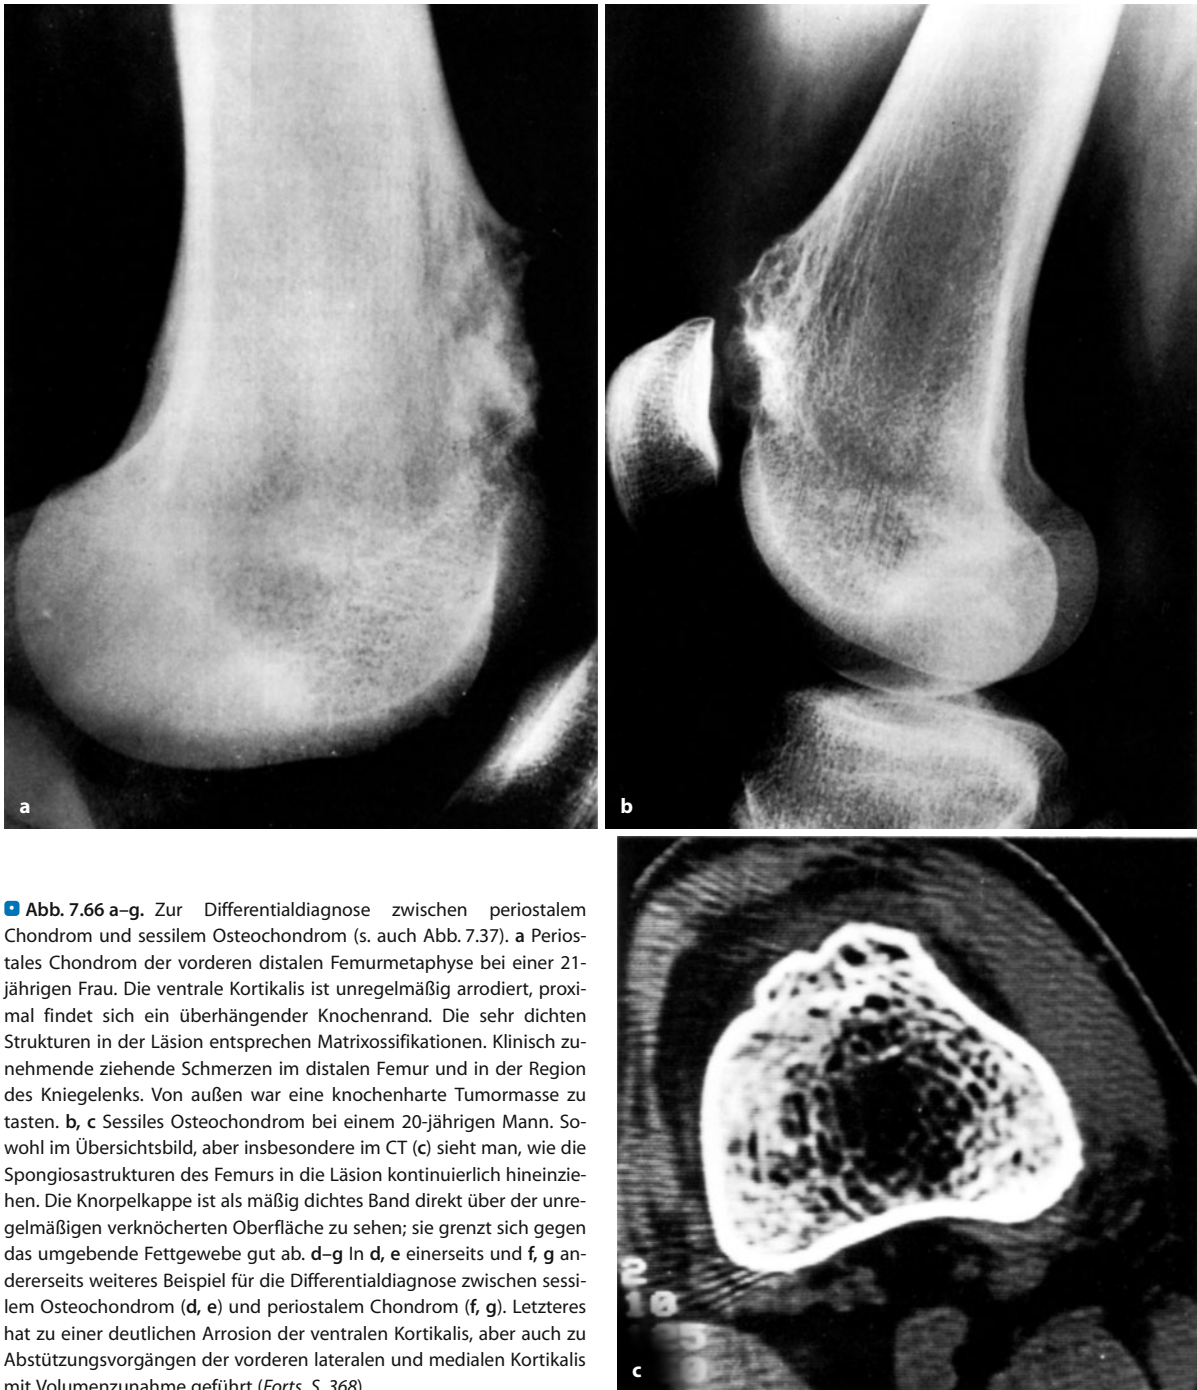 a
b
Abb. 7.66 a–g. Zur Differentialdiagnose zwischen periostalem
Chondrom und sessilem Osteochondrom (s. auch Abb. 7.37). a Perios-
tales Chondrom der vorderen distalen Femurmetaphyse bei einer 21-
jährigen Frau. Die ventrale Kortikalis ist unregelmäßig arrodiert, proxi-
mal findet sich ein überhängender Knochenrand. Die sehr dichten
Strukturen in der Läsion entsprechen Matrixossifikationen. Klinisch zu-
nehmende ziehende Schmerzen im distalen Femur und in der Region
des Kniegelenks. Von außen war eine knochenharte Tumormasse zu
tasten. b, c Sessiles Osteochondrom bei einem 20-jährigen Mann. So-
wohl im Übersichtsbild, aber insbesondere im CT (c) sieht man, wie die
Spongiosastrukturen des Femurs in die Läsion kontinuierlich hineinzie-
hen. Die Knorpelkappe ist als mäßig dichtes Band direkt über der unre-
gelmäßigen verknöcherten Oberfläche zu sehen; sie grenzt sich gegen
das umgebende Fettgewebe gut ab. d–g In d, e einerseits und f, g an-
dererseits weiteres Beispiel für die Differentialdiagnose zwischen sessi-
lem Osteochondrom (d, e) und periostalem Chondrom (f, g). Letzteres
hat zu einer deutlichen Arrosion der ventralen Kortikalis, aber auch zu
Abstützungsvorgängen der vorderen lateralen und medialen Kortikalis
mit Volumenzunahme geführt (Forts. S. 368)
2
c